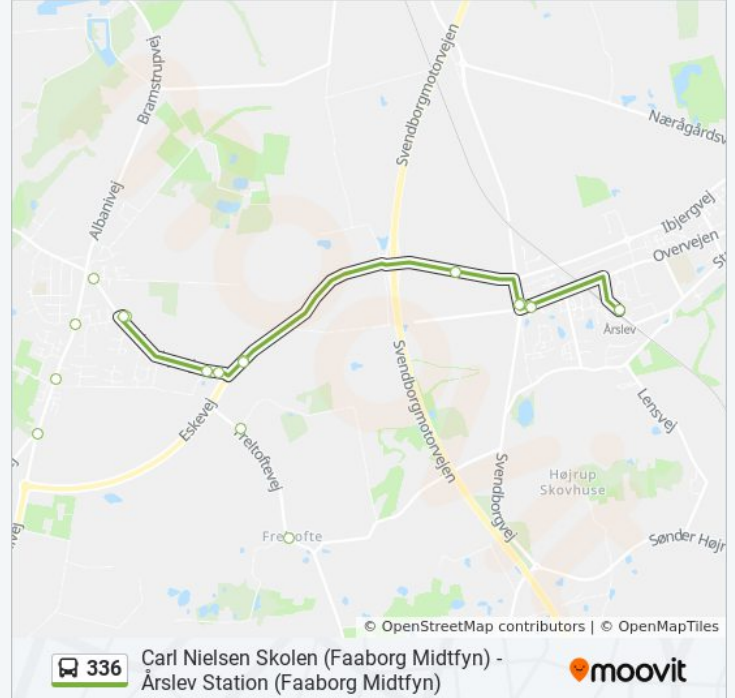 Bramstrupvej
Svendborgmotorvejen
Nærågårdsv
Albanivej
Ibjergvej
Overvejen
Årslev
Svendborgmotorvejen
Lensvej
Eskevej
Freltoftevej
Svendborgvej
Højrup
Skovhuse
Sønder Højr
© OpenStreetMap contributors | © OpenMapTiles
336
Carl Nielsen Skolen (Faaborg Midtfyn) -
Årslev Station (Faaborg Midtfyn)
moovit